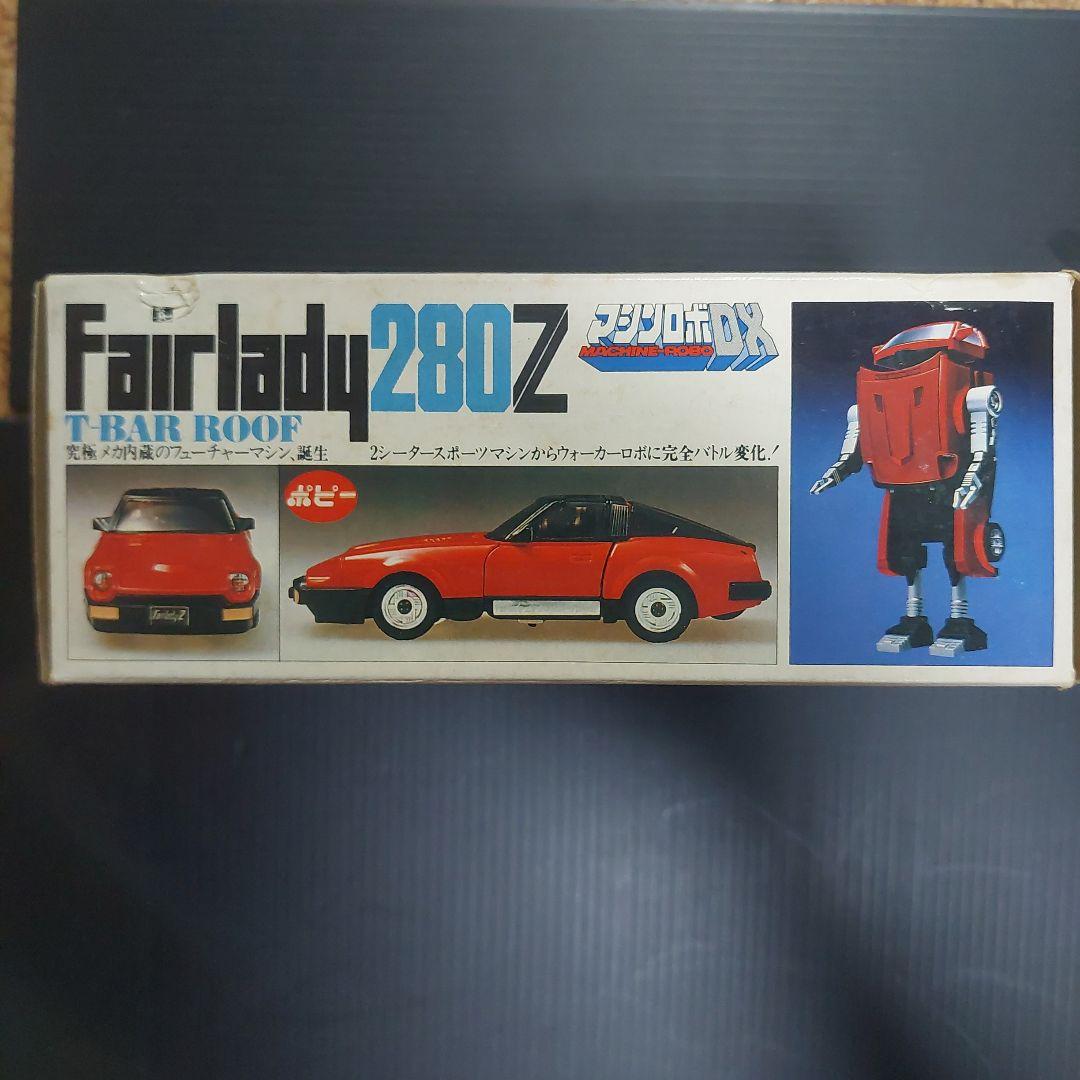 Fairlady280Z
T-BAR ROOF
マシンロボDX
MACHINE-ROBO
究極メカ内蔵のフューチャーマシン、誕生
2シータースポーツマシンからウォーカーロボに完全バトル変化!
ポピー
fairladyZ